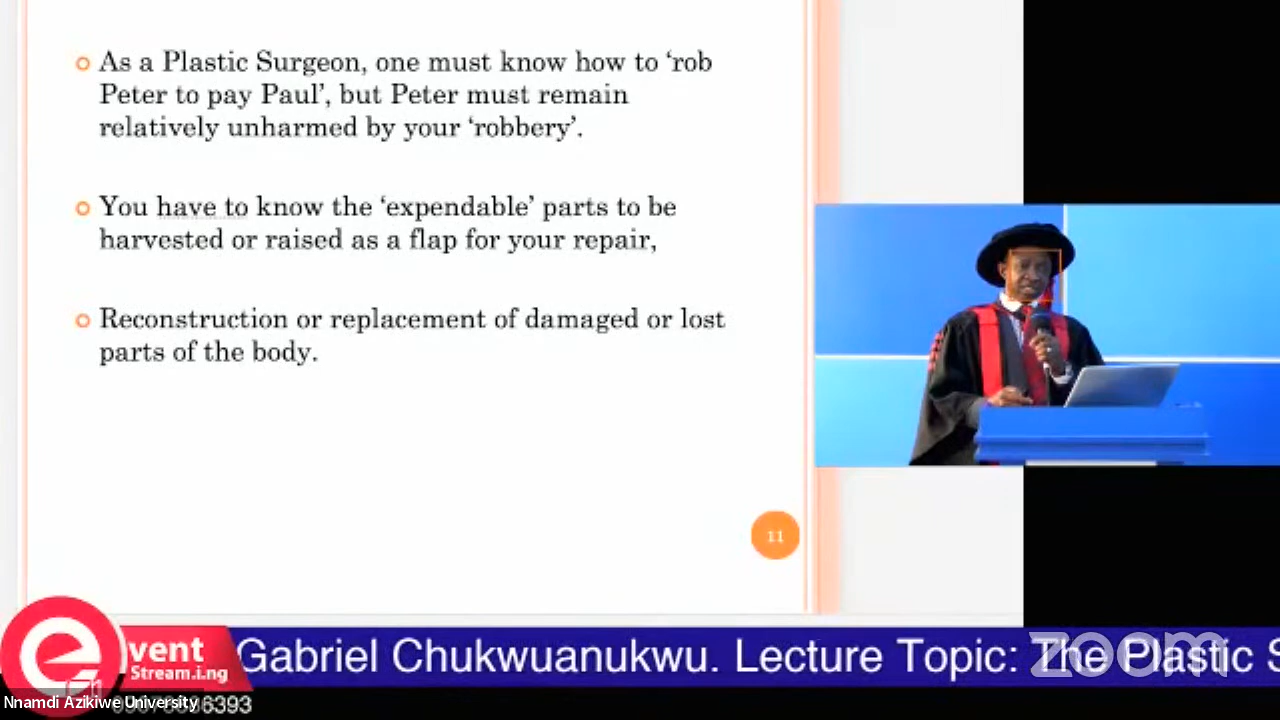 As a Plastic Surgeon, one must know how to ‘rob
Peter to pay Paul’, but Peter must remain
relatively unharmed by your ‘robbery’.
You have to know the ‘expendable’ parts to be
harvested or raised as a flap for your repair,
Reconstruction or replacement of damaged or lost
parts of the body.
11
event
Stream.i.ng
Gabriel Chukwuanukwu. Lecture Topic: The Plastic S
zoom
Nnamdi Azikiwe University